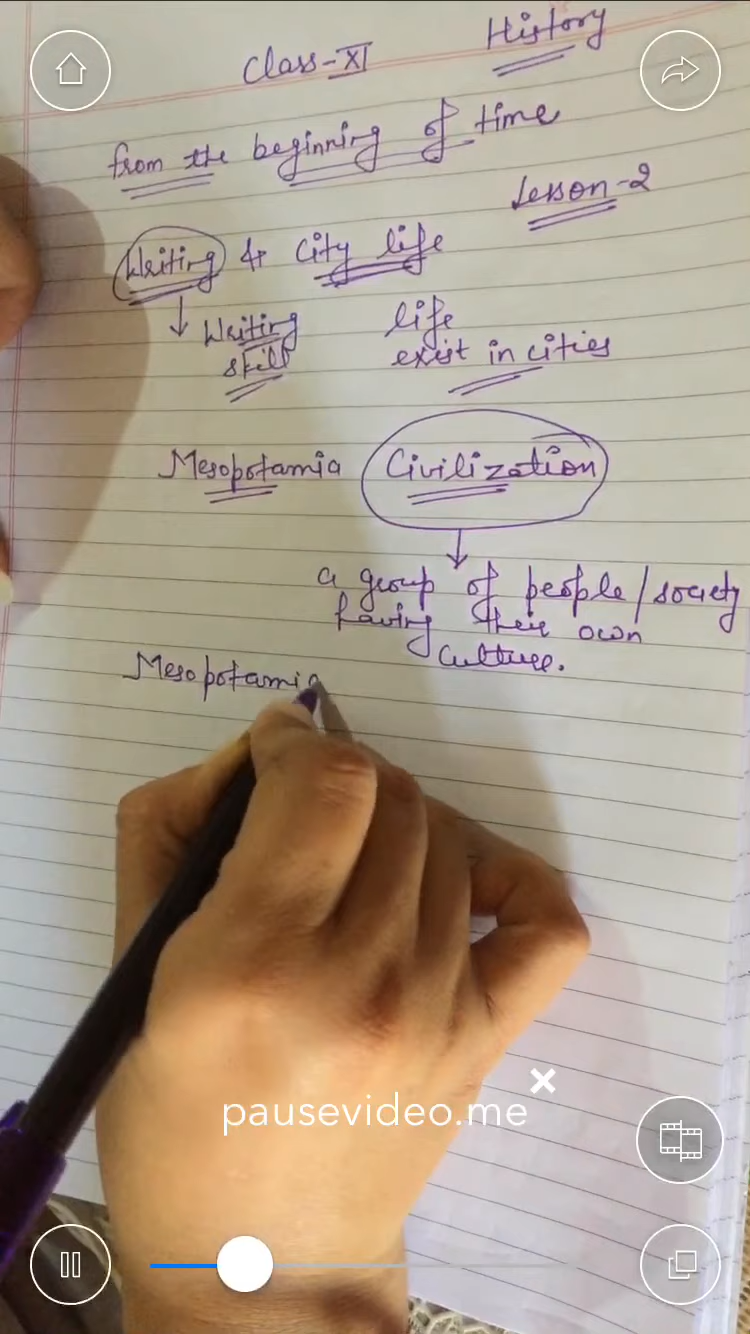 History
Class-XI
from the beginning of time
Lesson-2
Writing & City life
Writing skill
life exist in cities
Mesopotamia Civilization
a group of people/society
having their own
culture.
Mesopotamia
pausevideo.me